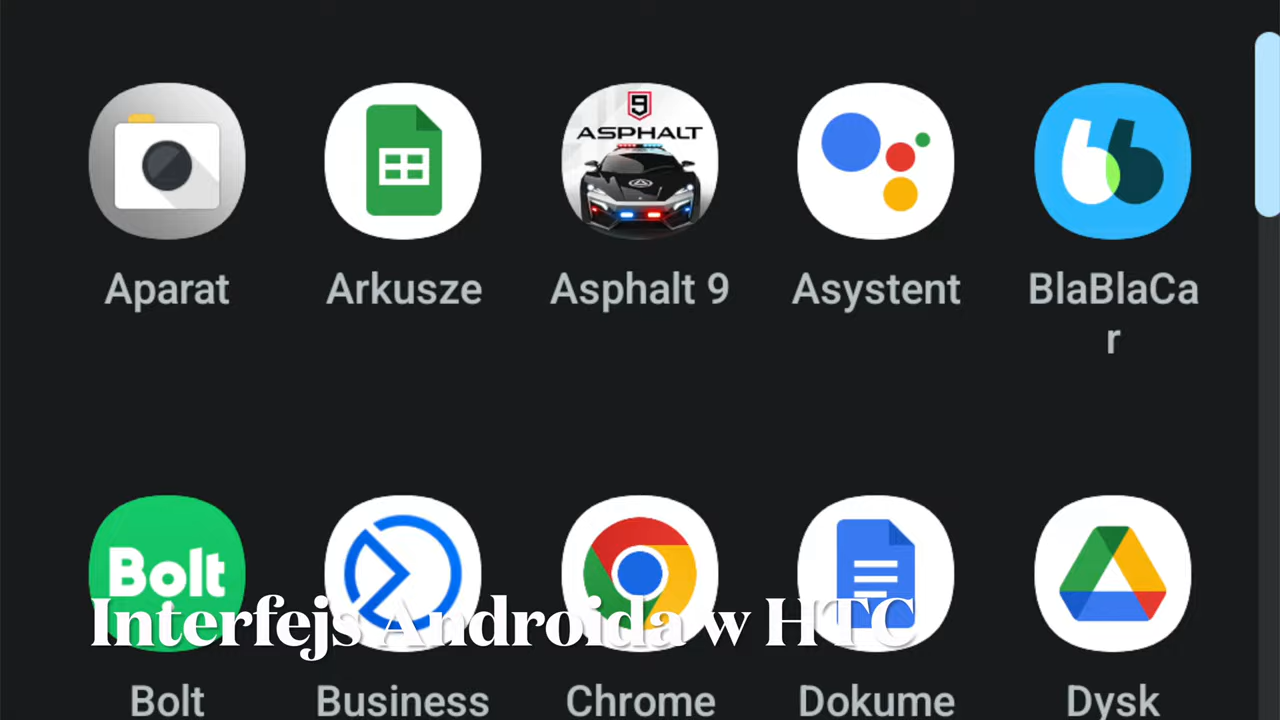 9
ASPHALT
Aparat
Arkusze
Asphalt 9
Asystent
BlaBlaCa
r
Bolt
Interfejs Androida w HTC
Bolt
Business
Chrome
Dokume
Dysk